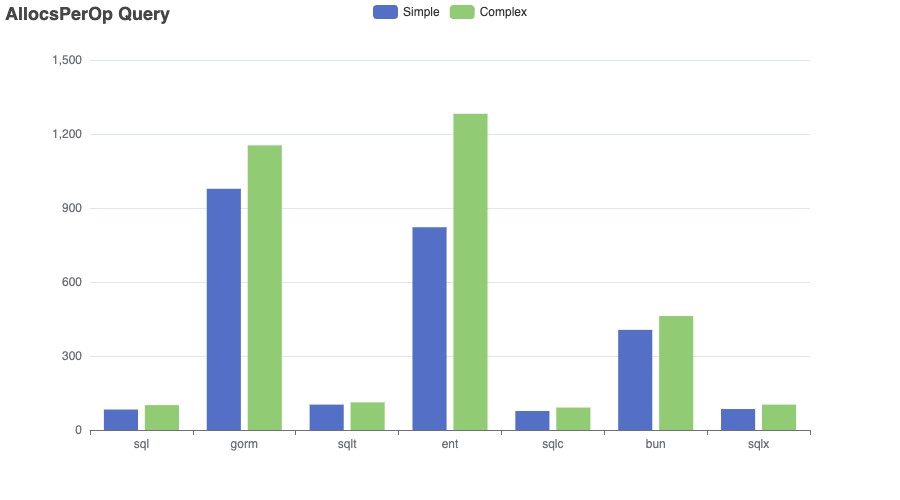 AllocsPerOp Query
Simple Complex
1,500
1,200
900
600
300
0
sql gorm sqlt ent sqlc bun sqlx